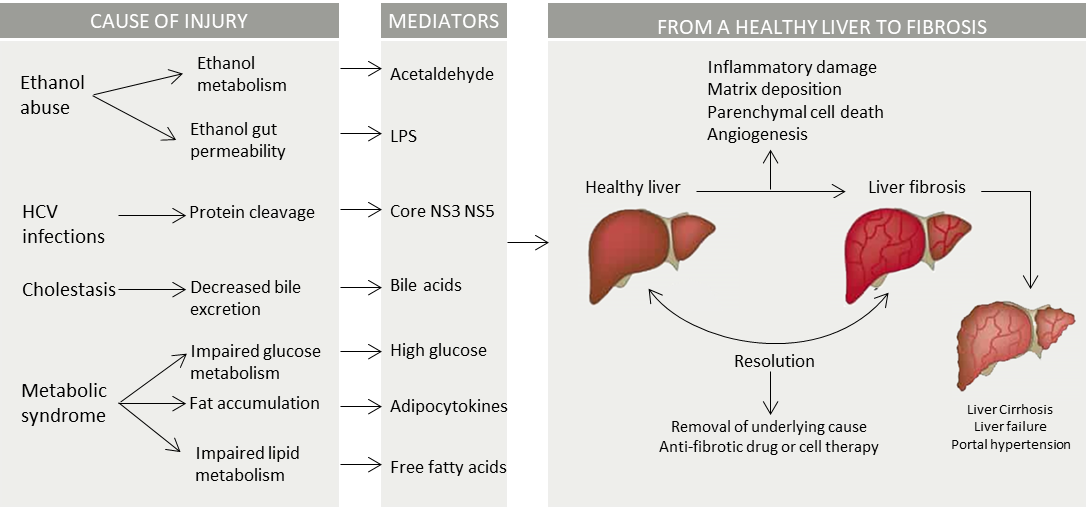 CAUSE OF INJURY
MEDIATORS
FROM A HEALTHY LIVER TO FIBROSIS
Ethanol
abuse
Ethanol
metabolism
Acetaldehyde
Ethanol gut
permeability
LPS
HCV
infections
Protein cleavage
Core NS3 NS5
Cholestasis
Decreased bile
excretion
Bile acids
Metabolic
syndrome
Impaired glucose
metabolism
High glucose
Fat accumulation
Adipocytokines
Impaired lipid
metabolism
Free fatty acids
Inflammatory damage
Matrix deposition
Parenchymal cell death
Angiogenesis
Healthy liver
Liver fibrosis
Resolution
Removal of underlying cause
Anti-fibrotic drug or cell therapy
Liver Cirrhosis
Liver failure
Portal hypertension